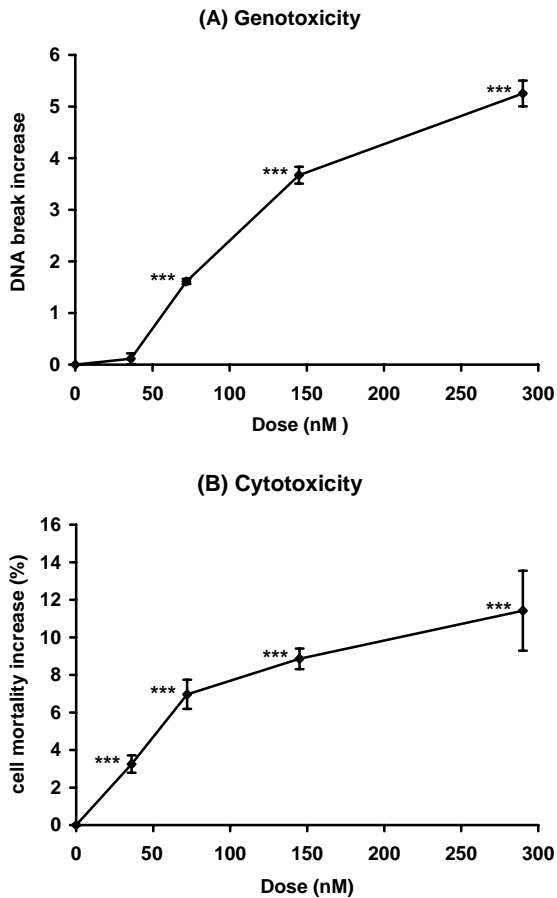 (A) Genotoxicity
DNA break increase
6
5
4
3
2
1
0
***
***
***
0 50 100 150 200 250 300
Dose (nM )
(B) Cytotoxicity
cell mortality increase (%)
16
14
12
10
8
6
4
2
0
***
***
***
***
0 50 100 150 200 250 300
Dose (nM)